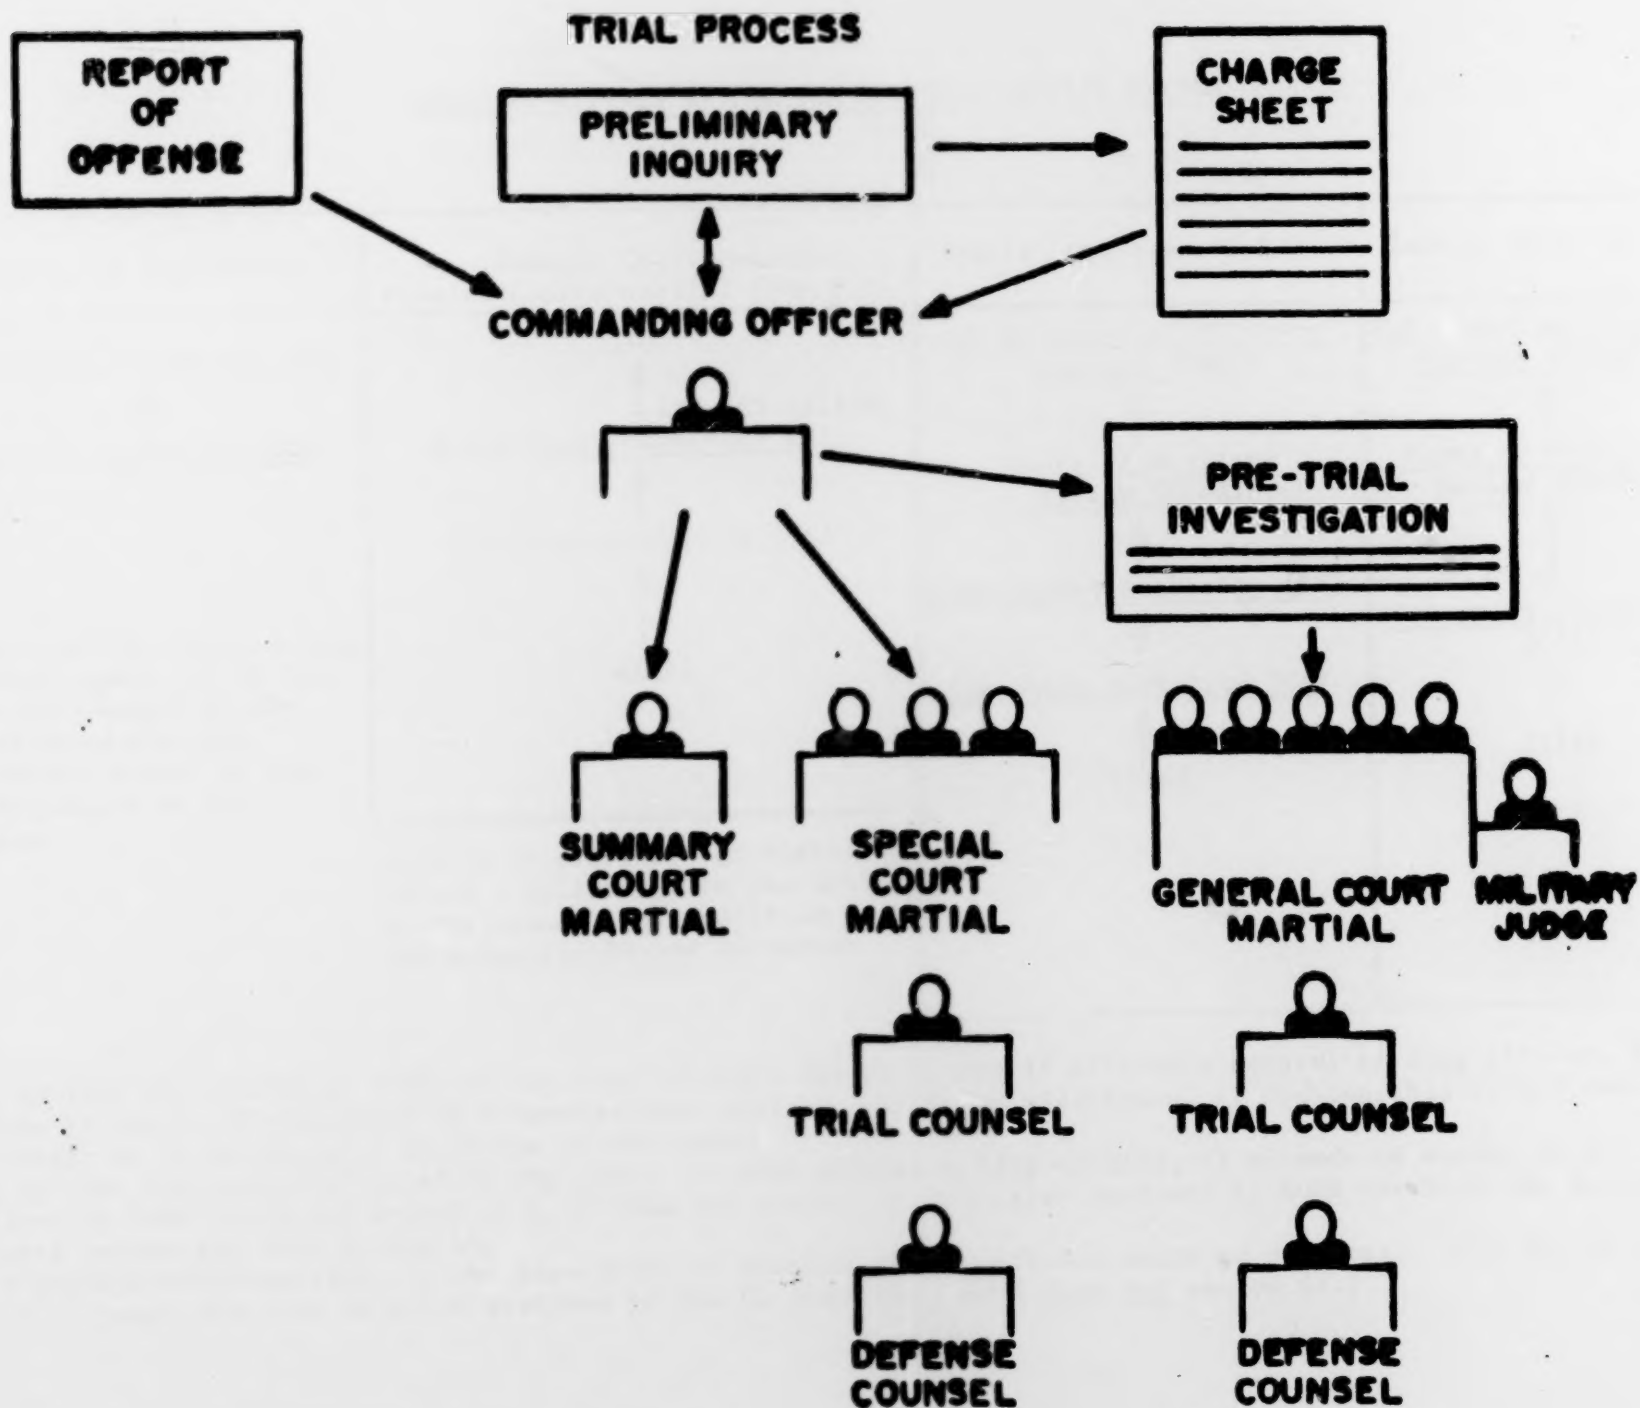 TRIAL PROCESS
REPORT
OF
OFFENSE
PRELIMINARY
INQUIRY
CHARGE
SHEET
COMMANDING OFFICER
PRE-TRIAL
INVESTIGATION
SUMMARY
COURT
MARTIAL
SPECIAL
COURT
MARTIAL
GENERAL COURT
MARTIAL
MILITARY
JUDGE
TRIAL COUNSEL
TRIAL COUNSEL
DEFENSE
COUNSEL
DEFENSE
COUNSEL